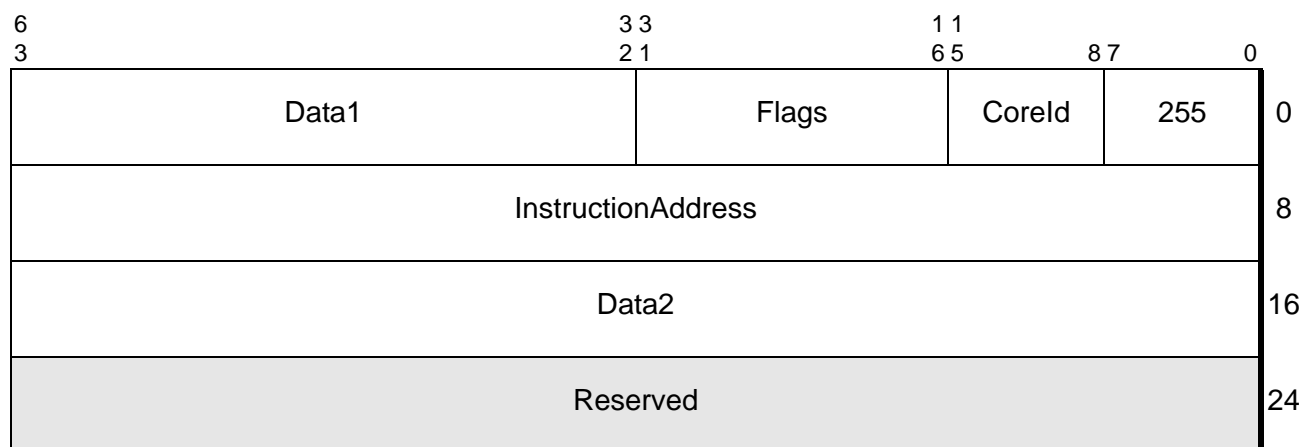 6 3 3 1 1
3 2 1 6 5 8 7 0
Data1 Flags CoreId 255 0
InstructionAddress 8
Data2 16
Reserved 24